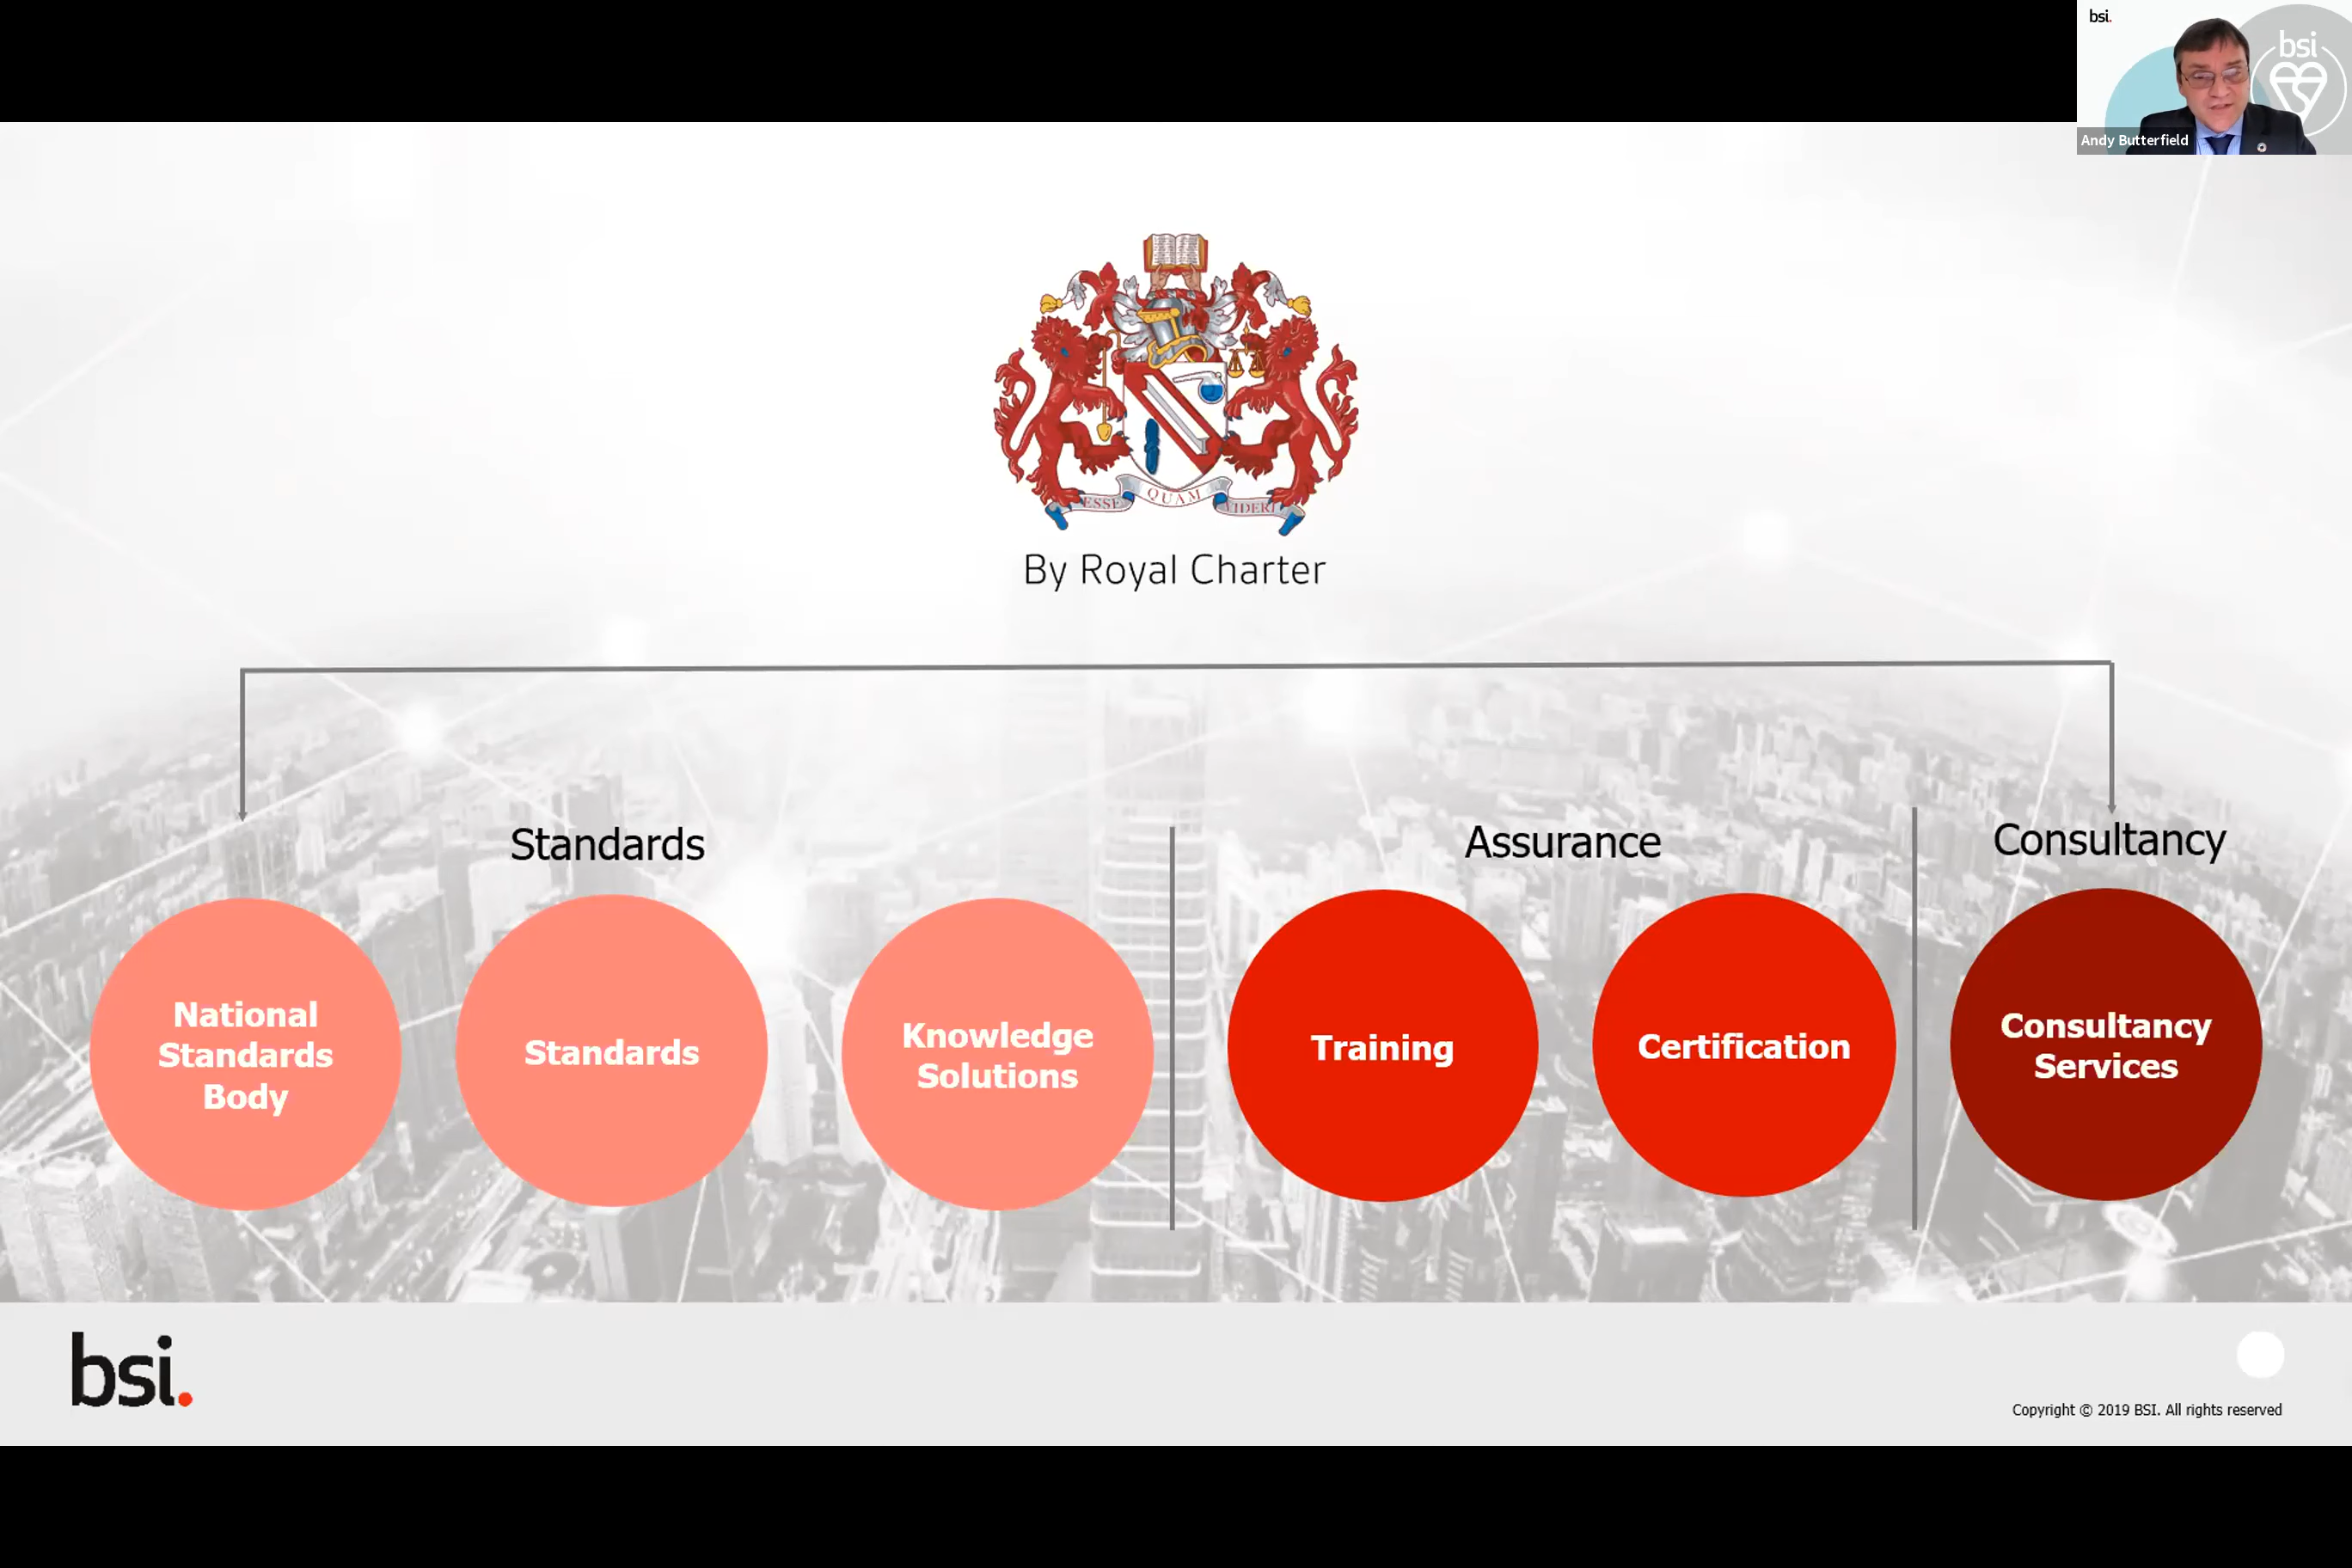 bsi.
bsi
Andy Butterfield
ESSE QUAM VIDERI
By Royal Charter
Standards
Assurance
Consultancy
National
Standards
Body
Standards
Knowledge
Solutions
Training
Certification
Consultancy
Services
bsi.
Copyright © 2019 BSI. All rights reserved